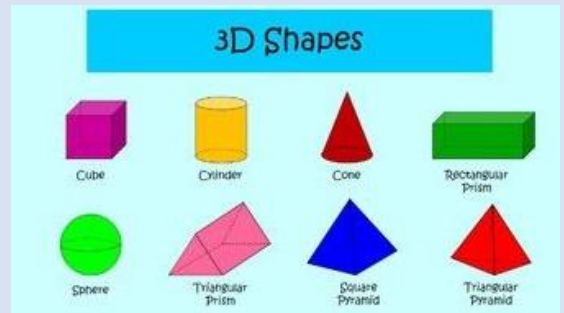 3D Shapes
Cube
Cylinder
Cone
Rectangular
Prism
Sphere
Triangular
Prism
Square
Pyramid
Triangular
Pyramid